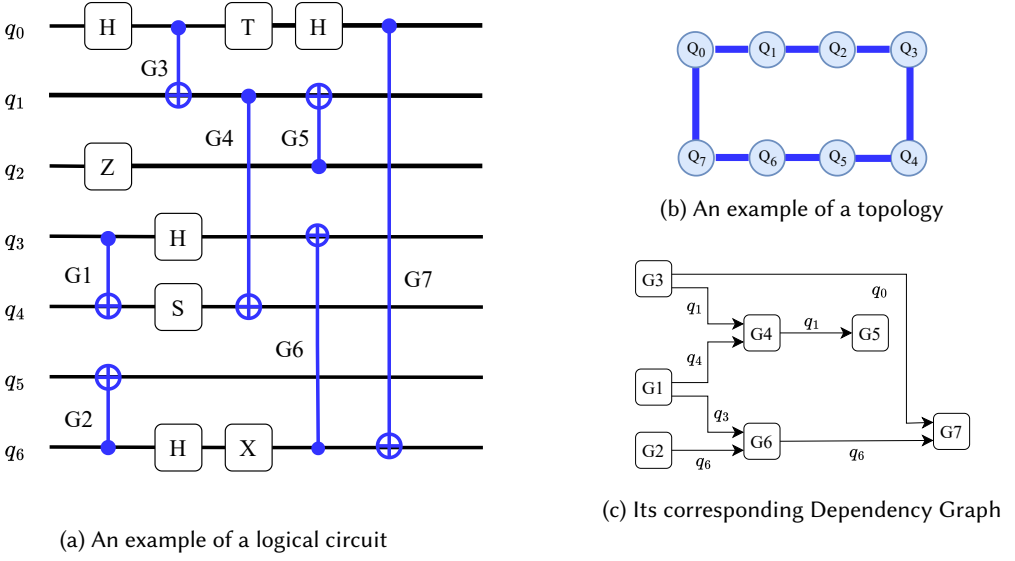 q0 H T H
G3
q1
G4 G5
q2 Z
q3 H
G1 G7
q4 S
G6
q5
G2
q6 H X
(a) An example of a logical circuit
Q0 Q1 Q2 Q3
Q7 Q6 Q5 Q4
(b) An example of a topology
G3
q0
q1
G4 q1 G5
q4
G1
q3
G7
G2 q6 G6 q6
(c) Its corresponding Dependency Graph